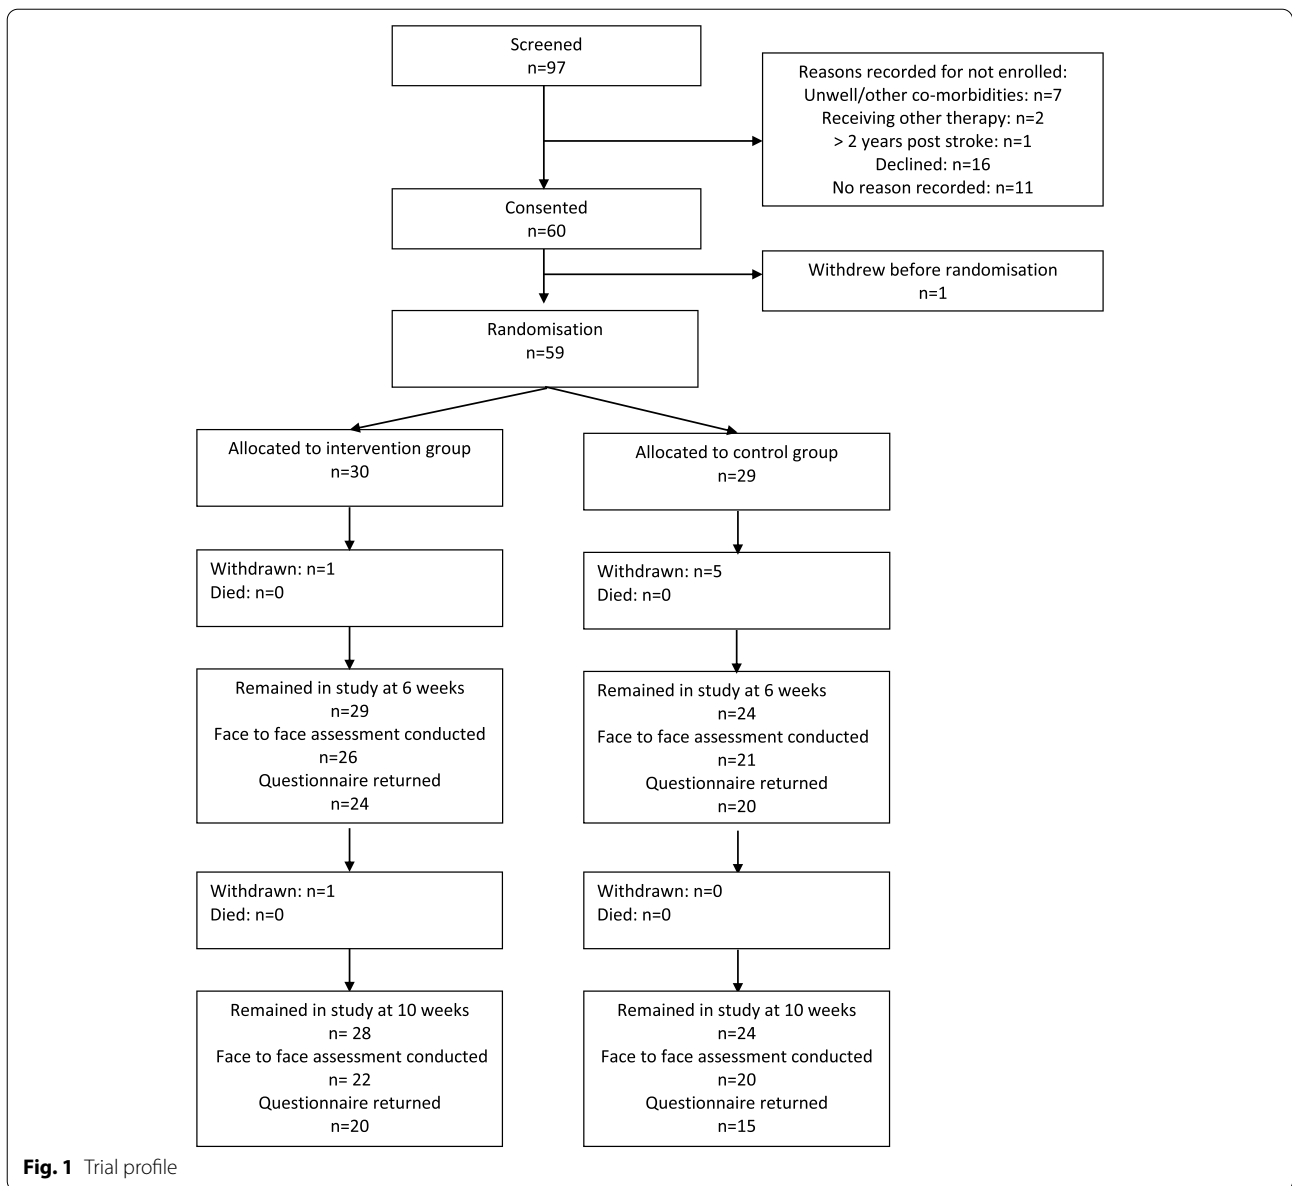 Screened
n=97
Reasons recorded for not enrolled:
Unwell/other co-morbidities: n=7
Receiving other therapy: n=2
> 2 years post stroke: n=1
Declined: n=16
No reason recorded: n=11
Consented
n=60
Withdrew before randomisation
n=1
Randomisation
n=59
Allocated to intervention group
n=30
Allocated to control group
n=29
Withdrawn: n=1
Died: n=0
Withdrawn: n=5
Died: n=0
Remained in study at 6 weeks
n=29
Face to face assessment conducted
n=26
Questionnaire returned
n=24
Remained in study at 6 weeks
n=24
Face to face assessment conducted
n=21
Questionnaire returned
n=20
Withdrawn: n=1
Died: n=0
Withdrawn: n=0
Died: n=0
Remained in study at 10 weeks
n= 28
Face to face assessment conducted
n= 22
Questionnaire returned
n=20
Remained in study at 10 weeks
n=24
Face to face assessment conducted
n=20
Questionnaire returned
n=15
Fig. 1 Trial profile